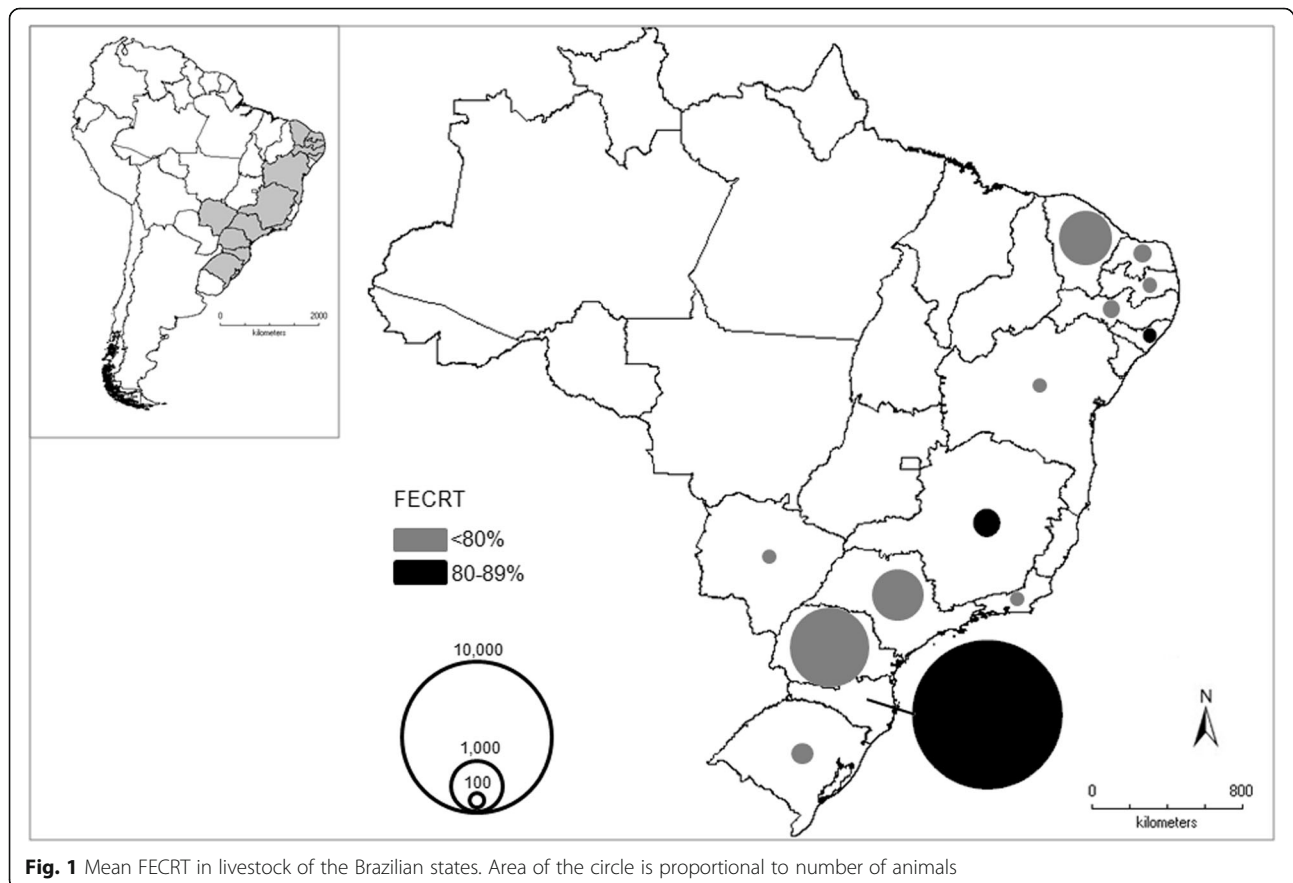 0 2000
kilometers
FECRT
<80%
80-89%
10,000
1,000
100
N
0 800
kilometers
Fig. 1 Mean FECRT in livestock of the Brazilian states. Area of the circle is proportional to number of animals